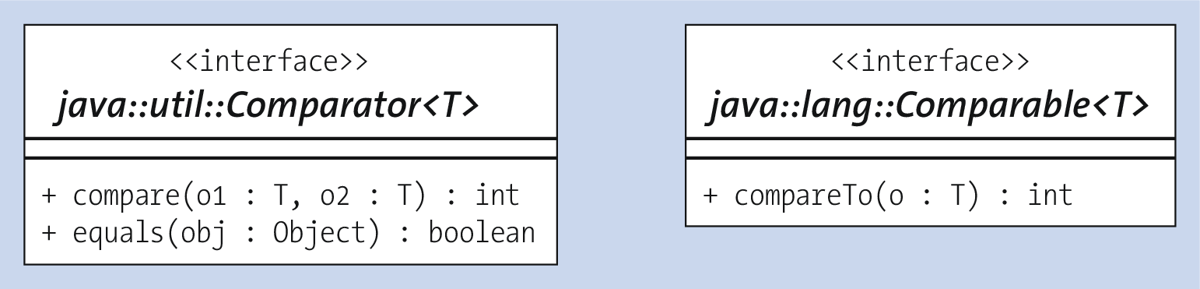 <<interface>>
java::util::Comparator<T>
+ compare(o1 : T, o2 : T) : int
+ equals(obj : Object) : boolean
<<interface>>
java::lang::Comparable<T>
+ compareTo(o : T) : int